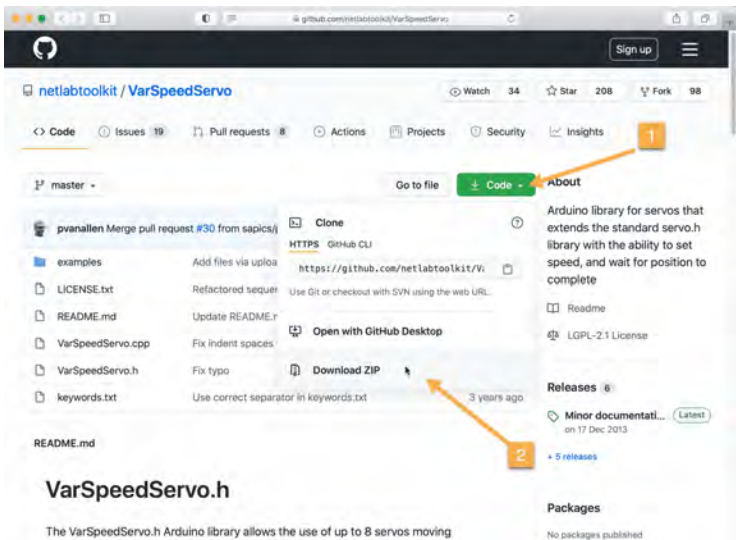 github.com/netlabtoolkit/VarSpeedServo
Sign up
netlabtoolkit / VarSpeedServo
Watch 34 Star 208 Fork 98
<> Code Issues 19 Pull requests 8 Actions Projects Security Insights
1
master Go to file Code About
pvanallen Merge pull request #30 from sapics/
examples Add files via uploa
LICENSE.txt Refactored sequer
README.md Update README.r
VarSpeedServo.cpp Fix indent spaces
VarSpeedServo.h Fix typo
keywords.txt Use correct separator in keywords.txt 3 years ago
Clone
HTTPS GitHub CLI
https://github.com/netlabtoolkit/Va
Use Git or checkout with SVN using the web URL.
Open with GitHub Desktop
Download ZIP
2
Arduino library for servos that
extends the standard servo.h
library with the ability to set
speed, and wait for position to
complete
Readme
LGPL-2.1 License
Releases 6
Minor documentati... Latest
on 17 Dec 2013
+ 5 releases
Packages
No packages published
README.md
VarSpeedServo.h
The VarSpeedServo.h Arduino library allows the use of up to 8 servos moving